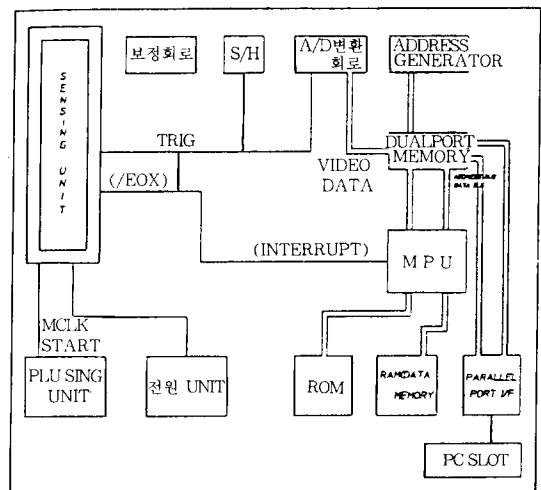 보정회로
S/H
A/D변환
회로
ADDRESS
GENERATOR
SENSING UNIT
TRIG
(/EOX)
VIDEO
DATA
DUALPORT
MEMORY
(INTERRUPT)
MPU
MCLK
START
PLUSING
UNIT
전원 UNIT
ROM
RAMDATA
MEMORY
PARALLEL
PORT I/F
PC SLOT